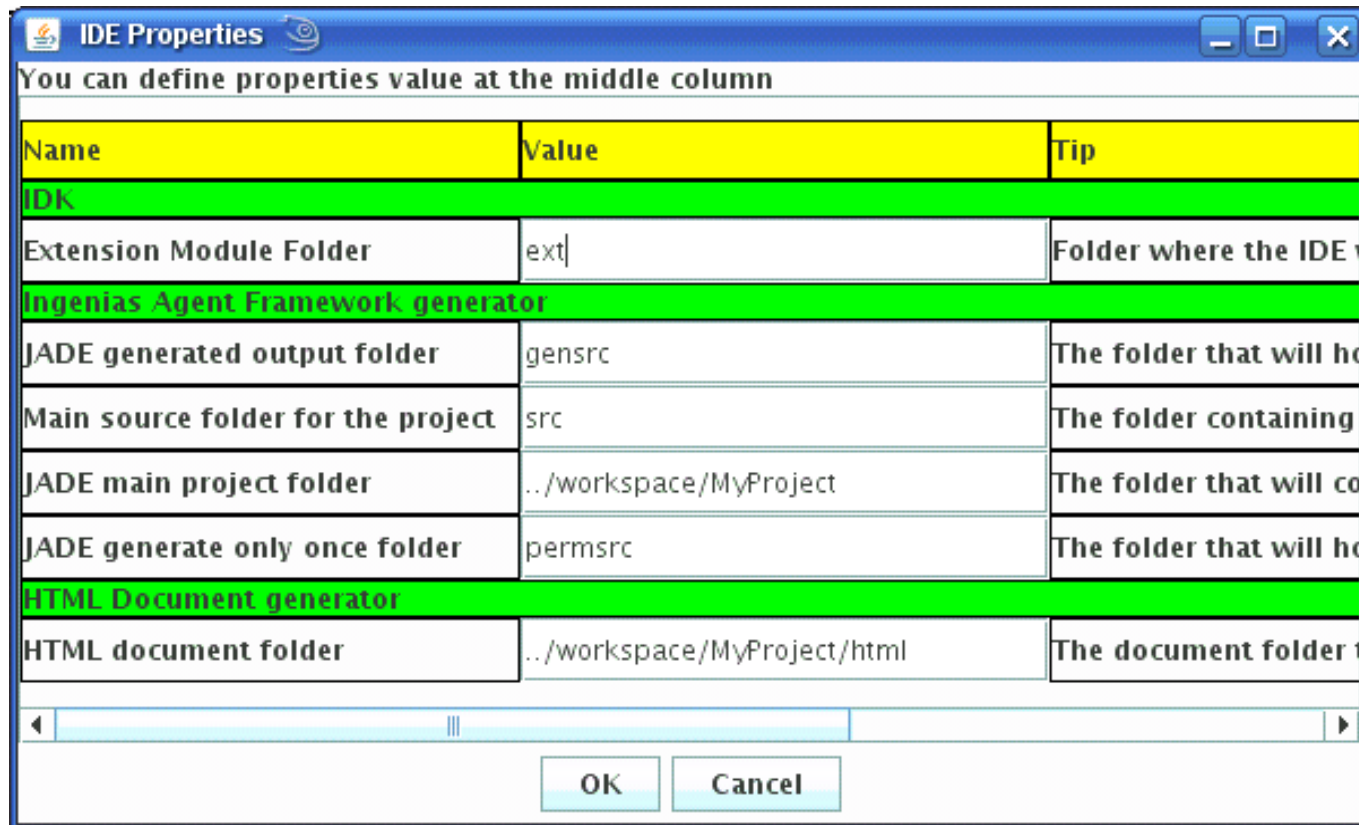 IDE Properties
You can define properties value at the middle column
Name Value Tip
IDK
Extension Module Folder ext Folder where the IDE
Ingenias Agent Framework generator
JADE generated output folder gensrc The folder that will
Main source folder for the project src The folder containing
JADE main project folder ../workspace/MyProject The folder that will
JADE generate only once folder permsrc The folder that will
HTML Document generator
HTML document folder ../workspace/MyProject/html The document folder
OK Cancel